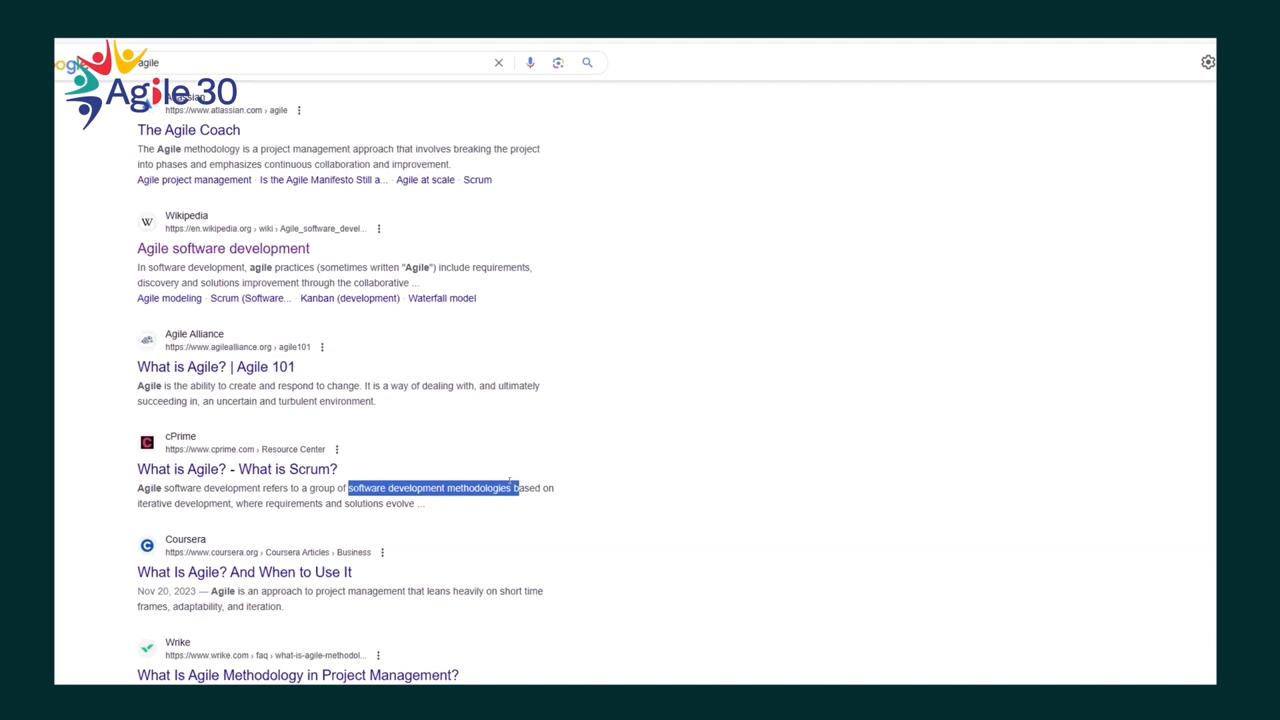 agile
Agile 30
https://www.atlassian.com › agile
The Agile Coach
The Agile methodology is a project management approach that involves breaking the project
into phases and emphasizes continuous collaboration and improvement.
Agile project management · Is the Agile Manifesto Still a... · Agile at scale · Scrum
Wikipedia
https://en.wikipedia.org › wiki › Agile_software_devel...
Agile software development
In software development, agile practices (sometimes written "Agile") include requirements,
discovery and solutions improvement through the collaborative ...
Agile modeling · Scrum (Software... · Kanban (development) · Waterfall model
Agile Alliance
https://www.agilealliance.org › agile101
What is Agile? | Agile 101
Agile is the ability to create and respond to change. It is a way of dealing with, and ultimately
succeeding in, an uncertain and turbulent environment.
cPrime
https://www.cprime.com › Resource Center
What is Agile? - What is Scrum?
Agile software development refers to a group of software development methodologies based on
iterative development, where requirements and solutions evolve ...
Coursera
https://www.coursera.org › Coursera Articles › Business
What Is Agile? And When to Use It
Nov 20, 2023 — Agile is an approach to project management that leans heavily on short time
frames, adaptability, and iteration.
Wrike
https://www.wrike.com › faq › what-is-agile-methodol...
What Is Agile Methodology in Project Management?